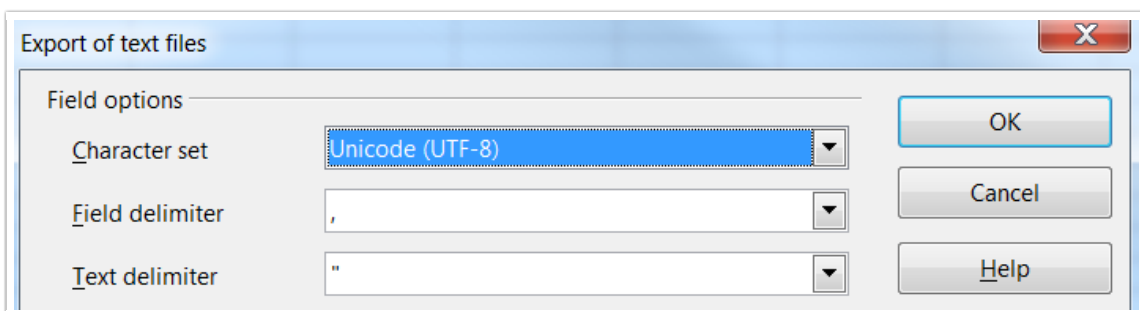 Export of text files
Field options
OK
Character set
Unicode (UTF-8)
Cancel
Field delimiter
,
Help
Text delimiter
"